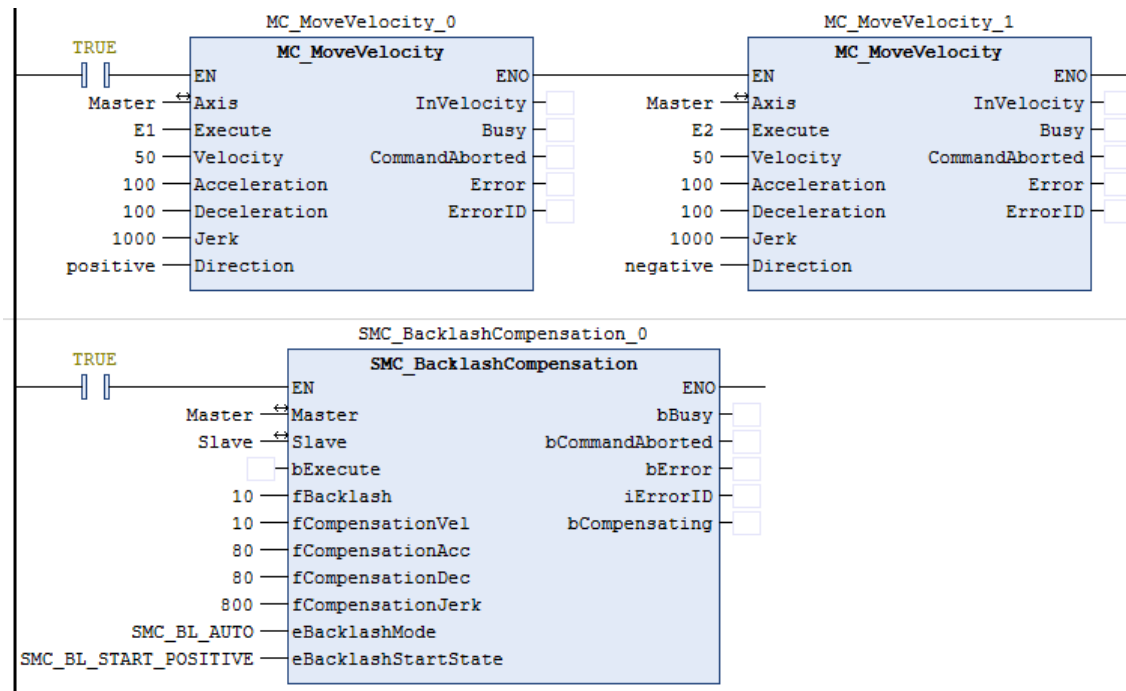 MC_MoveVelocity_0 MC_MoveVelocity_1
TRUE MC_MoveVelocity MC_MoveVelocity
EN ENO EN ENO
Master Axis InVelocity Master Axis InVelocity
E1 Execute Busy E2 Execute Busy
50 Velocity CommandAborted 50 Velocity CommandAborted
100 Acceleration Error 100 Acceleration Error
100 Deceleration ErrorID 100 Deceleration ErrorID
1000 Jerk 1000 Jerk
positive Direction negative Direction
SMC_BacklashCompensation_0
TRUE SMC_BacklashCompensation
EN ENO
Master Master bBusy
Slave Slave bCommandAborted
bExecute bError
10 fBacklash iErrorID
10 fCompensationVel bCompensating
80 fCompensationAcc
80 fCompensationDec
800 fCompensationJerk
SMC_BL_AUTO eBacklashMode
SMC_BL_START_POSITIVE eBacklashStartState